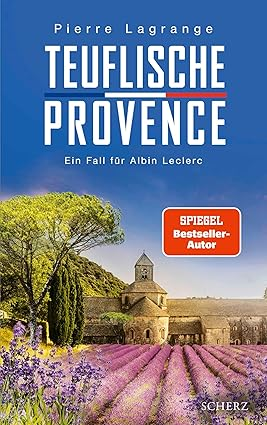 Pierre Lagrange
TEUFLISCHE
PROVENCE
Ein Fall für Albin Leclerc
SPIEGEL
Bestseller-
Autor
SCHERZ